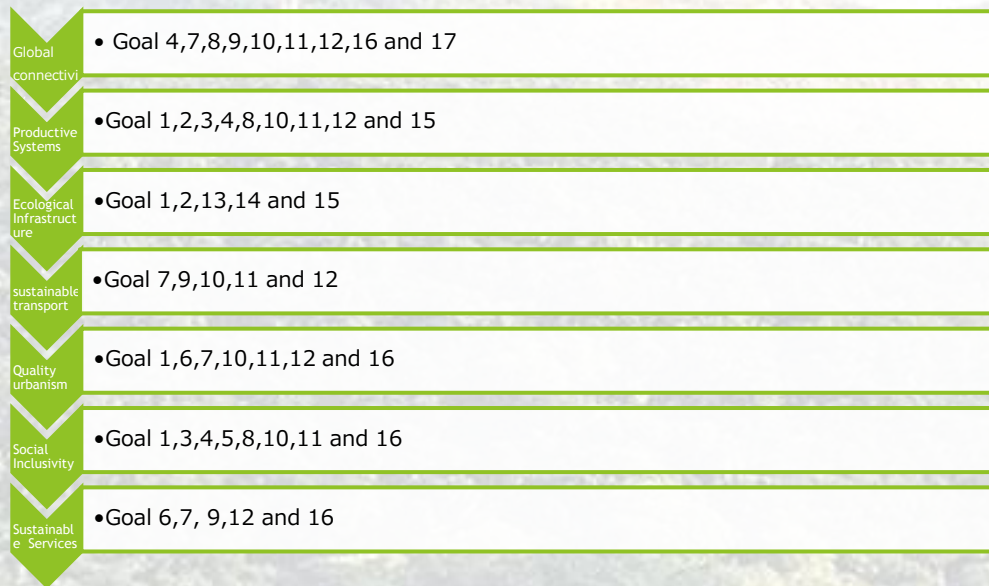 Global
connectivi
• Goal 4,7,8,9,10,11,12,16 and 17
Productive
Systems
•Goal 1,2,3,4,8,10,11,12 and 15
Ecological
Infrastruct
ure
•Goal 1,2,13,14 and 15
sustainable
transport
•Goal 7,9,10,11 and 12
Quality
urbanism
•Goal 1,6,7,10,11,12 and 16
Social
Inclusivity
•Goal 1,3,4,5,8,10,11 and 16
Sustainabl
e Services
•Goal 6,7, 9,12 and 16